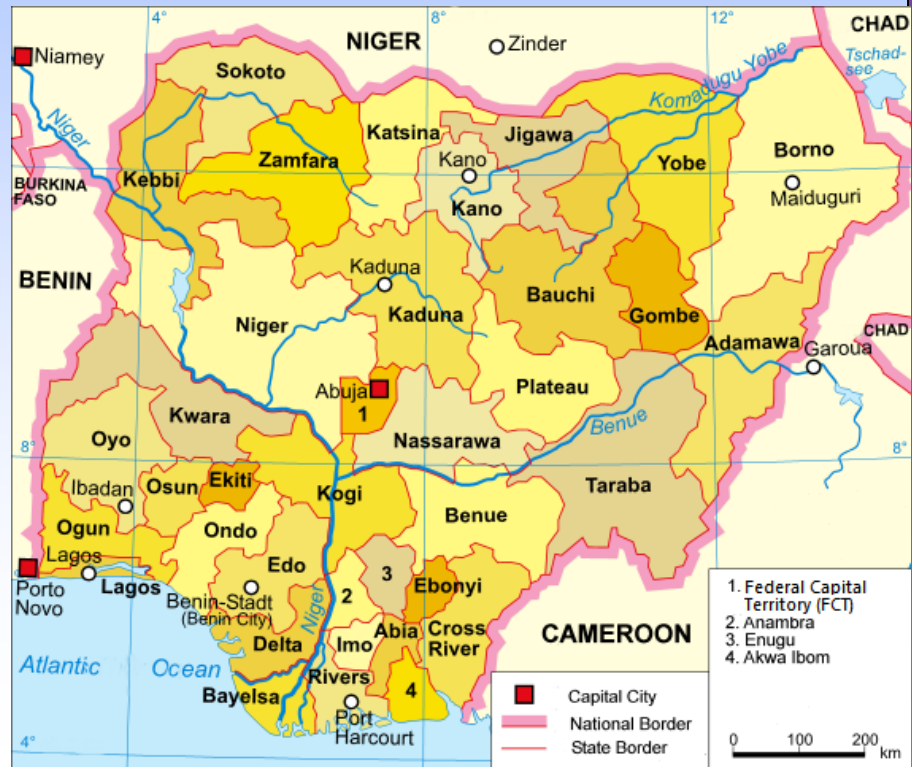 4°
8°
12°
CHAD
NIGER
Zinder
Niamey
Sokoto
Tschad-
see
Komadugu Yobe
Niger
Katsina
Jigawa
Zamfara
Kano
Yobe
Borno
Kebbi
BURKINA
FASO
Maiduguri
Kano
Kaduna
BENIN
Bauchi
Niger
Kaduna
Gombe
CHAD
Adamawa
Garoua
Abuja
Plateau
1
Kwara
Benue
Nassarawa
Oyo
8°
8°
Ekiti
Osun
Ibadan
Kogi
Taraba
Benue
Ogun
Ondo
Lagos
Edo
3
Ebonyi
Porto
Novo
Lagos
Benin-Stadt
(Benin City)
2
Niger
Abia
Cross
River
Delta
Imo
CAMEROON
Atlantic Ocean
Rivers
4
Bayelsa
Port
Harcourt
4°
1. Federal Capital
Territory (FCT)
2. Anambra
3. Enugu
4. Akwa Ibom
Capital City
National Border
State Border
0 100 200
km